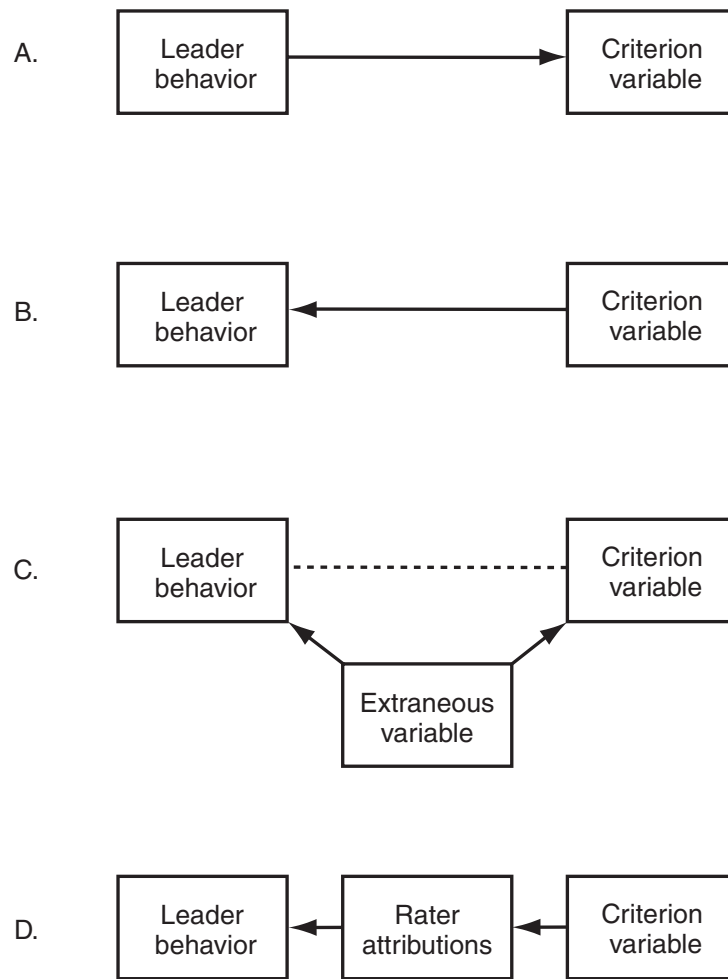 A.
Leader
behavior
Criterion
variable
B.
Leader
behavior
Criterion
variable
C.
Leader
behavior
Criterion
variable
Extraneous
variable
D.
Leader
behavior
Rater
attributions
Criterion
variable